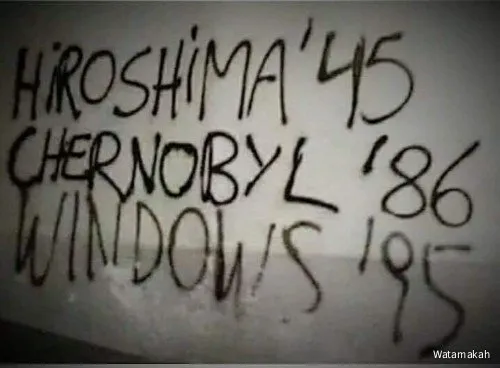 HiROSHiMA '45
CHERNOBYL '86
WINDOWS '95
Watamakah